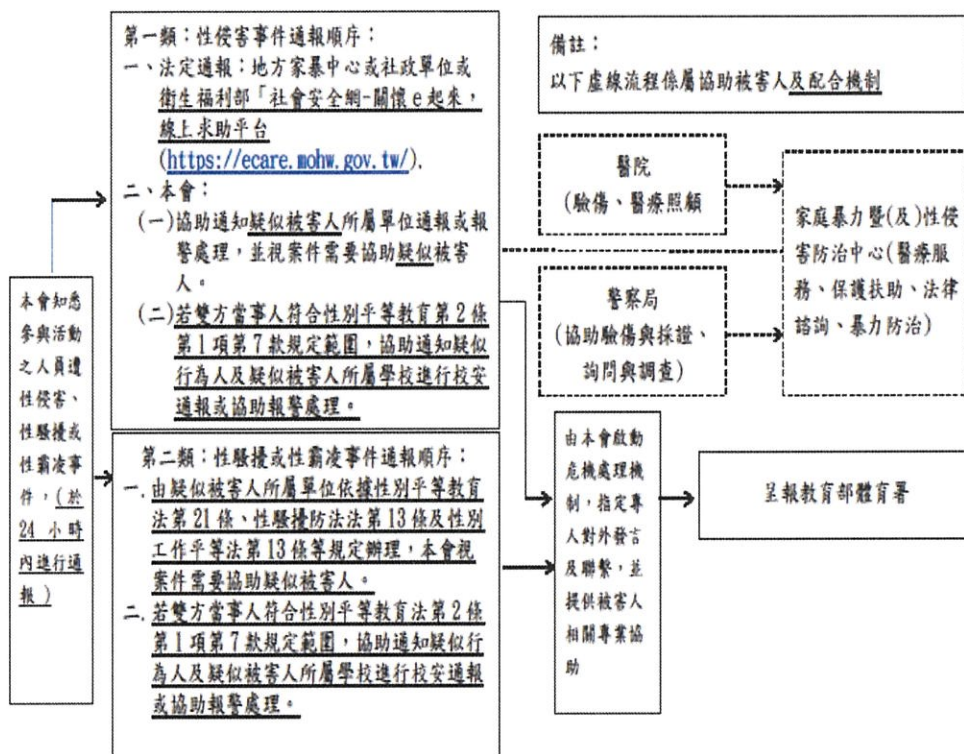 本會知悉
參與活動
之人員遭
性侵害、
性騷擾或
性霸凌事
件，(於
24 小時
內進行通
報)
第一類：性侵害事件通報順序：
一、法定通報：地方家暴中心或社政單位或
衛生福利部「社會安全網-關懷e起來，
線上求助平台
(https://ecare.mohw.gov.tw/).
二、本會：
(一)協助通知疑似被害人所屬單位通報或報
警處理，並視案件需要協助疑似被害
人。
(二)若雙方當事人符合性別平等教育第2條
第1項第7款規定範圍，協助通知疑似
行為人及疑似被害人所屬學校進行校安
通報或協助報警處理。
第二類：性騷擾或性霸凌事件通報順序：
一.由疑似被害人所屬單位依據性別平等教育
法第21條、性騷擾防法法第13條及性別
工作平等法第13條等規定辦理，本會視
案件需要協助疑似被害人。
二.若雙方當事人符合性別平等教育法第2條
第1項第7款規定範圍，協助通知疑似行
為人及疑似被害人所屬學校進行校安通報
或協助報警處理。
備註：
以下虛線流程係屬協助被害人及配合機制
醫院
(驗傷、醫療照顧
警察局
(協助驗傷與採證、
詢問與調查)
家庭暴力暨(及)性侵
害防治中心(醫療服
務、保護扶助、法律
諮詢、暴力防治)
由本會啟動
危機處理機
制，指定專
人對外發言
及聯繫，並
提供被害人
相關專業協
助
呈報教育部體育署